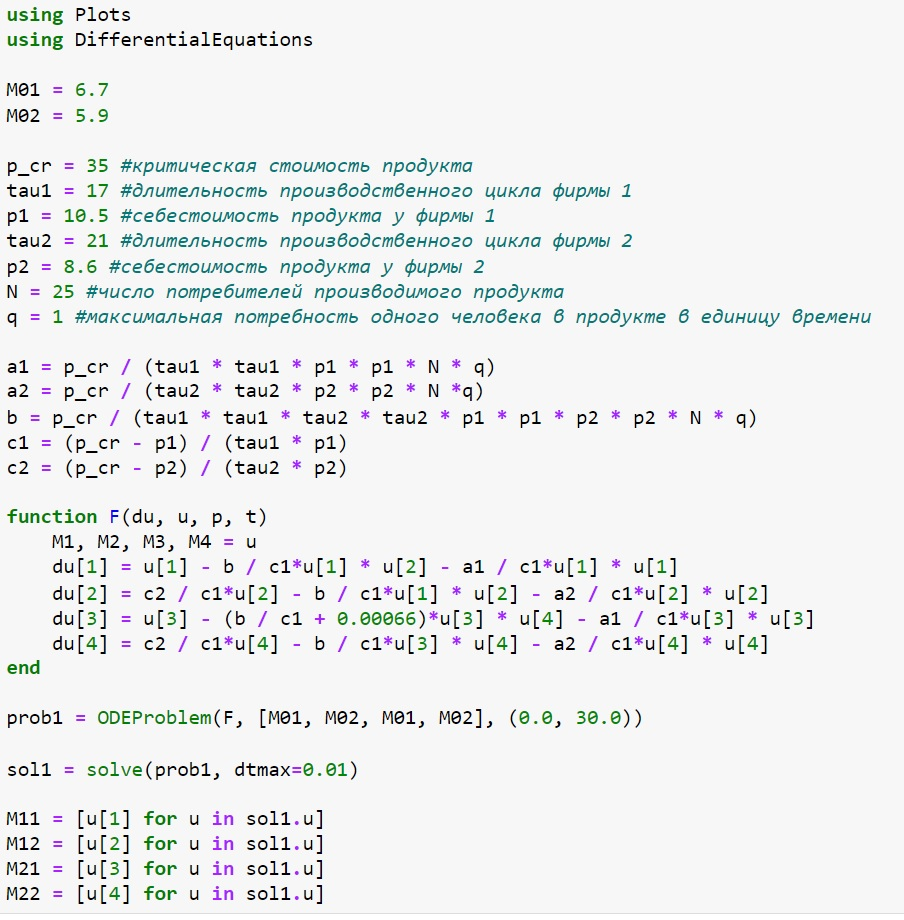 using Plots
using DifferentialEquations
M01 = 6.7
M02 = 5.9
p_cr = 35 #критическая стоимость продукта
tau1 = 17 #длительность производственного цикла фирмы 1
p1 = 10.5 #себестоимость продукта у фирмы 1
tau2 = 21 #длительность производственного цикла фирмы 2
p2 = 8.6 #себестоимость продукта у фирмы 2
N = 25 #число потребителей производимого продукта
q = 1 #максимальная потребность одного человека в продукте в единицу времени
a1 = p_cr / (tau1 * tau1 * p1 * p1 * N * q)
a2 = p_cr / (tau2 * tau2 * p2 * p2 * N *q)
b = p_cr / (tau1 * tau1 * tau2 * tau2 * p1 * p1 * p2 * p2 * N * q)
c1 = (p_cr - p1) / (tau1 * p1)
c2 = (p_cr - p2) / (tau2 * p2)
function F(du, u, p, t)
    M1, M2, M3, M4 = u
    du[1] = u[1] - b / c1*u[1] * u[2] - a1 / c1*u[1] * u[1]
    du[2] = c2 / c1*u[2] - b / c1*u[1] * u[2] - a2 / c1*u[2] * u[2]
    du[3] = u[3] - (b / c1 + 0.00066)*u[3] * u[4] - a1 / c1*u[3] * u[3]
    du[4] = c2 / c1*u[4] - b / c1*u[3] * u[4] - a2 / c1*u[4] * u[4]
end
prob1 = ODEProblem(F, [M01, M02, M01, M02], (0.0, 30.0))
sol1 = solve(prob1, dtmax=0.01)
M11 = [u[1] for u in sol1.u]
M12 = [u[2] for u in sol1.u]
M21 = [u[3] for u in sol1.u]
M22 = [u[4] for u in sol1.u]